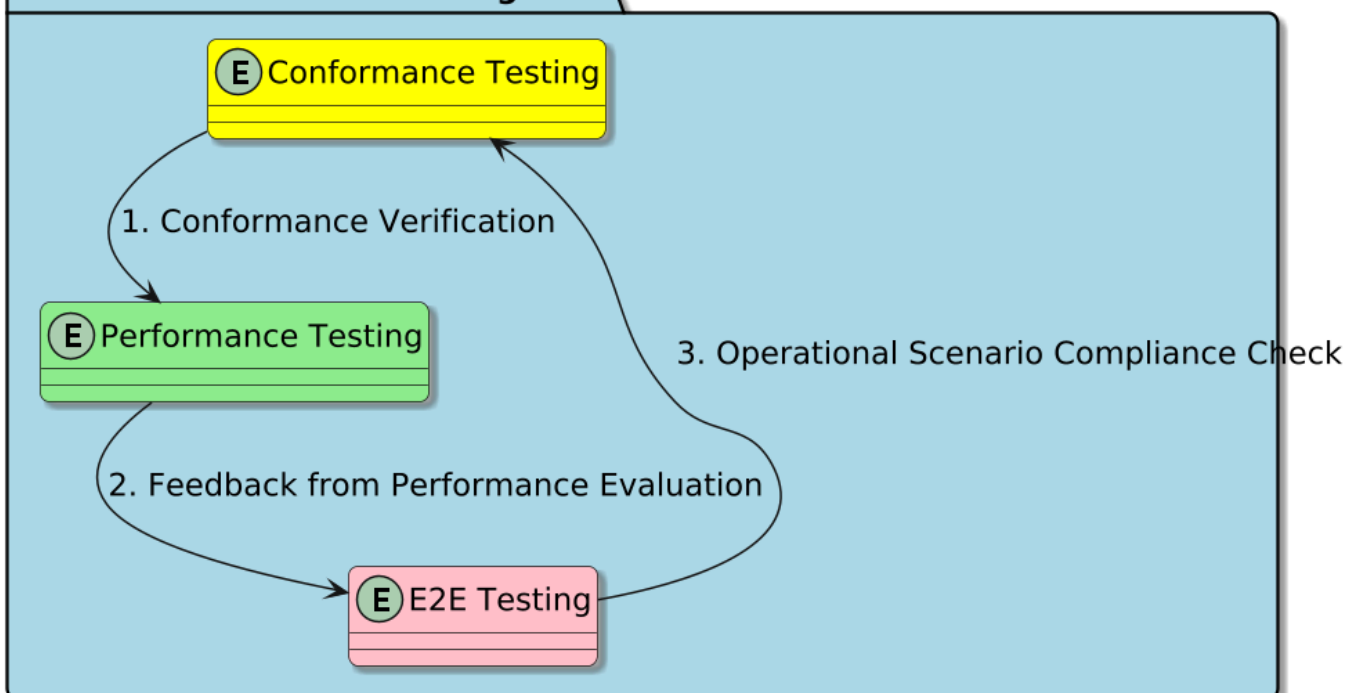 E Conformance Testing
1. Conformance Verification
E Performance Testing
3. Operational Scenario Compliance Check
2. Feedback from Performance Evaluation
E E2E Testing